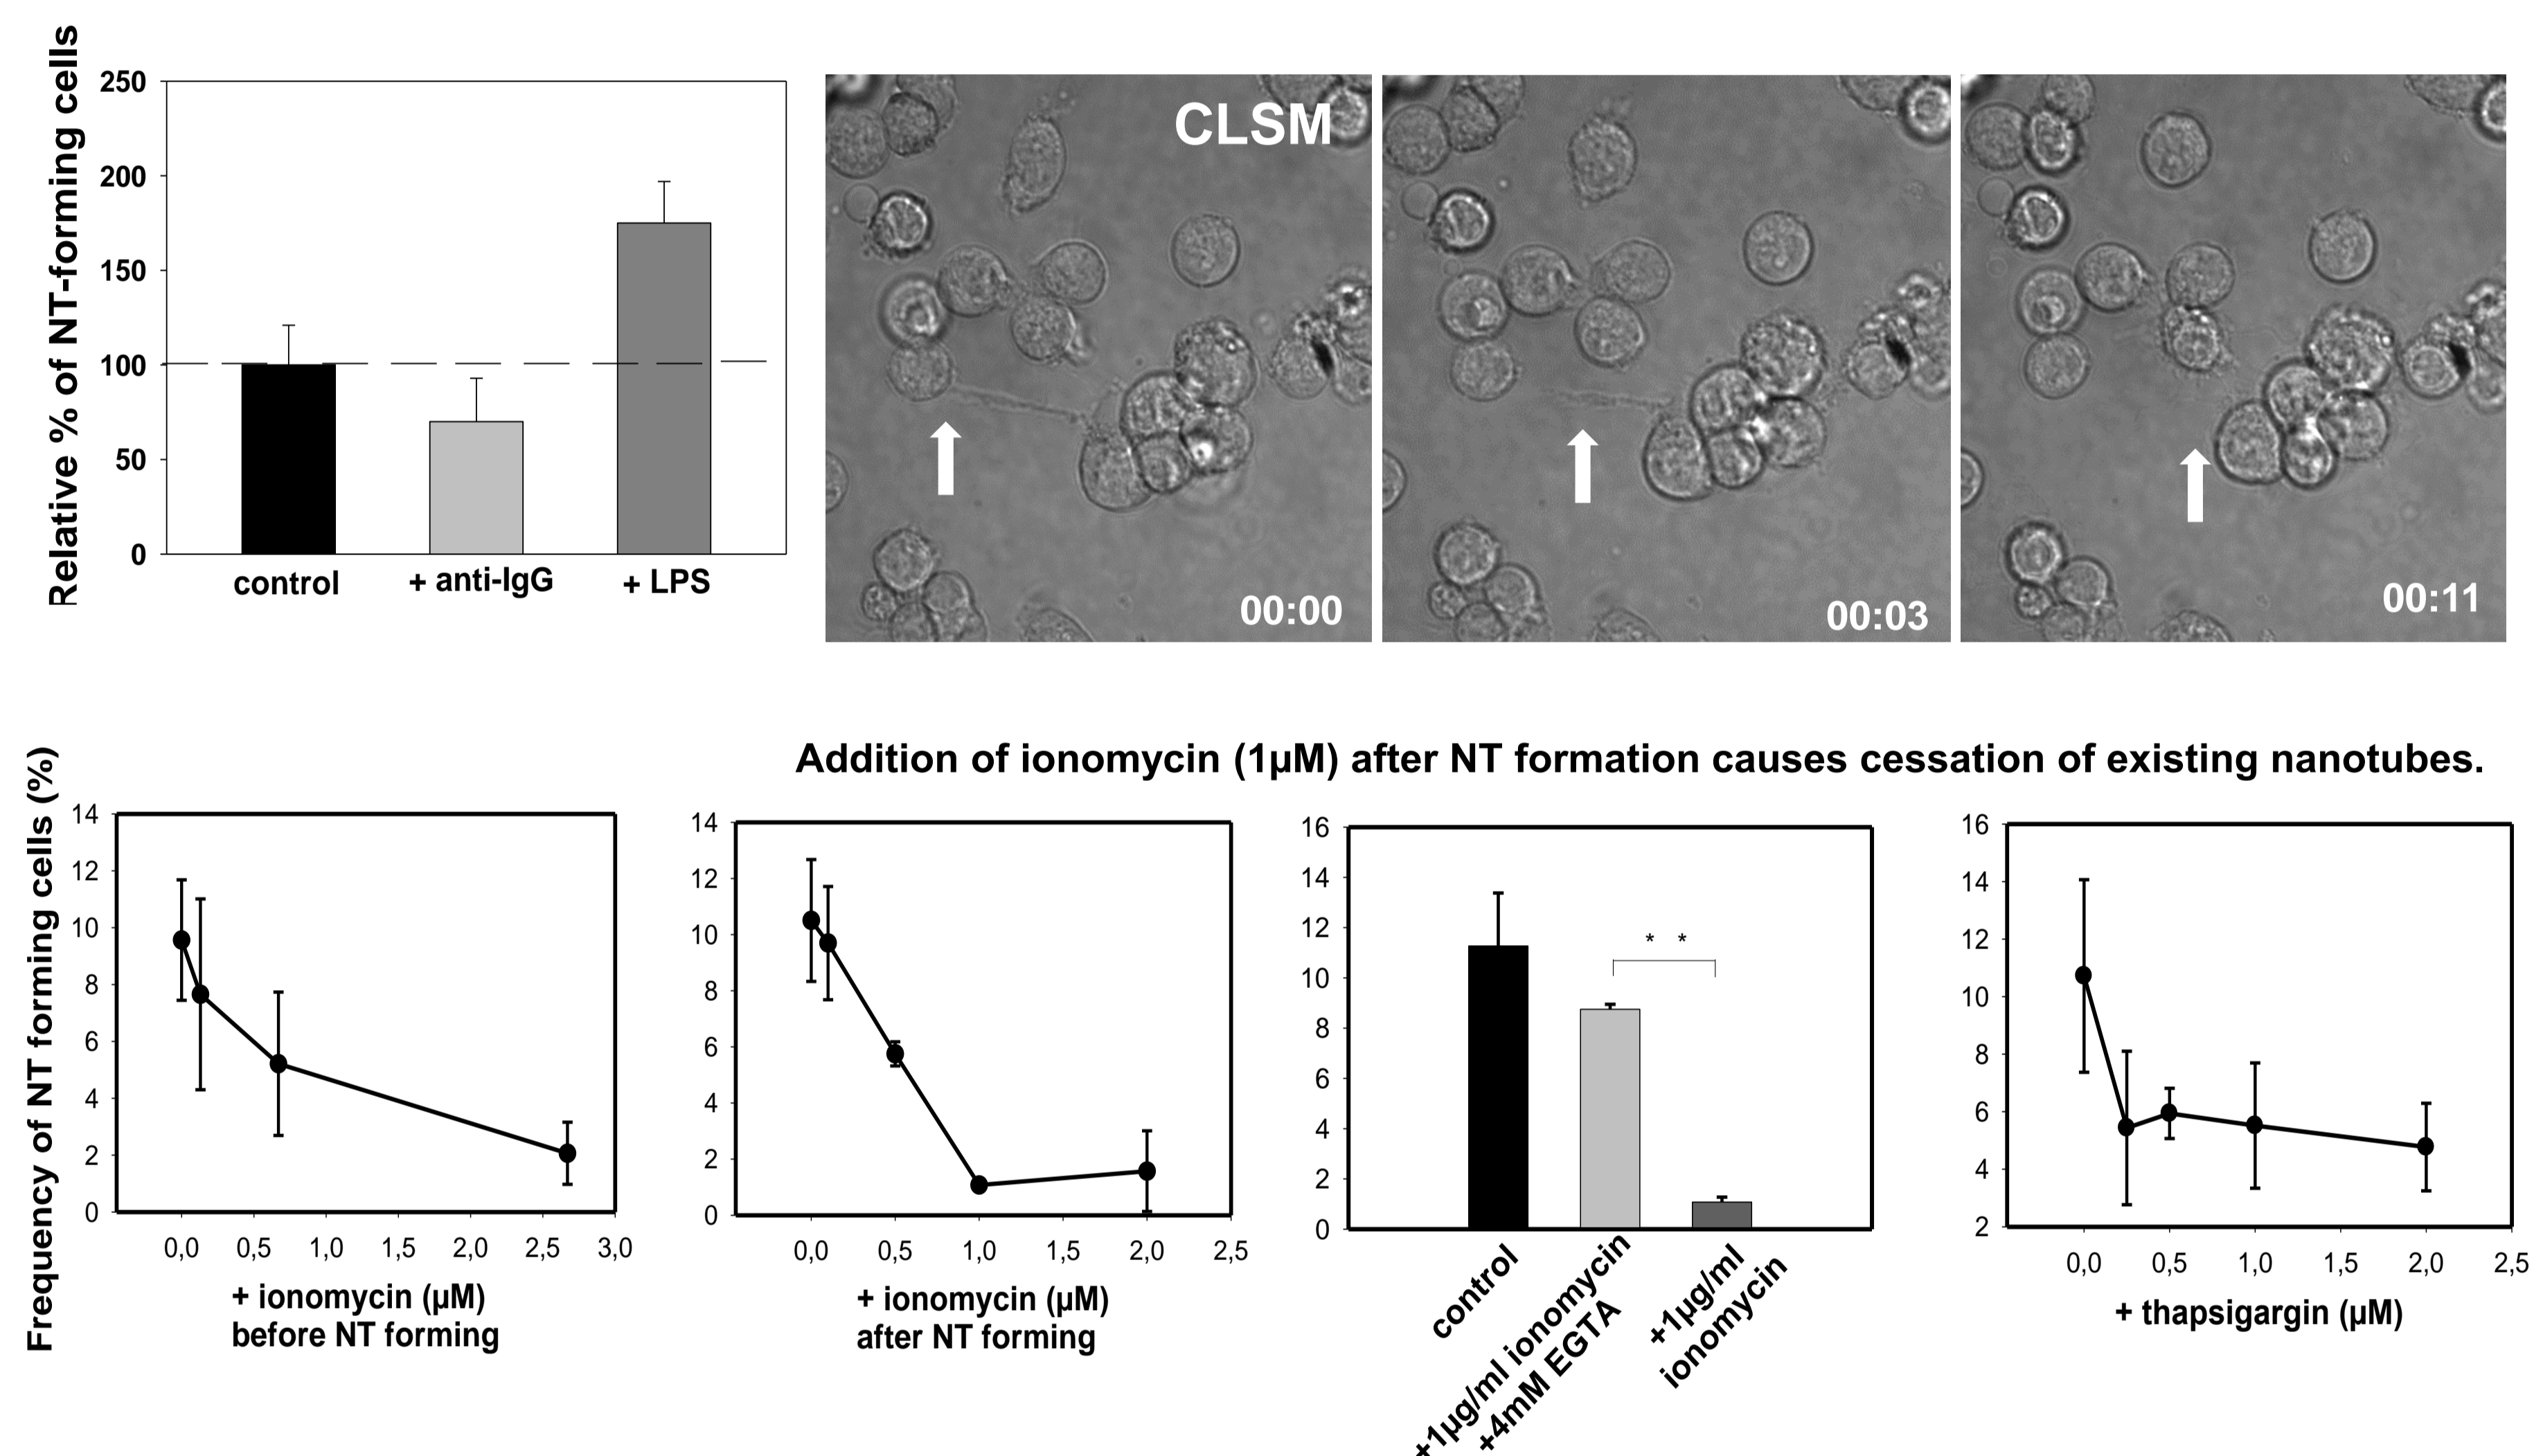 Relative % of NT-forming cells
250
200
150
100
50
0
control
+ anti-IgG
+ LPS
CLSM
00:00
00:03
00:11
Addition of ionomycin (1µM) after NT formation causes cessation of existing nanotubes.
Frequency of NT forming cells (%)
14
12
10
8
6
4
2
0
0,0 0,5 1,0 1,5 2,0 2,5 3,0
+ ionomycin (µM)
before NT forming
14
12
10
8
6
4
2
0
0,0 0,5 1,0 1,5 2,0 2,5
+ ionomycin (µM)
after NT forming
16
14
12
10
8
6
4
2
0
* *
control
+1µg/ml ionomycin
+4mM EGTA
+1µg/ml
ionomycin
16
14
12
10
8
6
4
2
0,0 0,5 1,0 1,5 2,0 2,5
+ thapsigargin (µM)